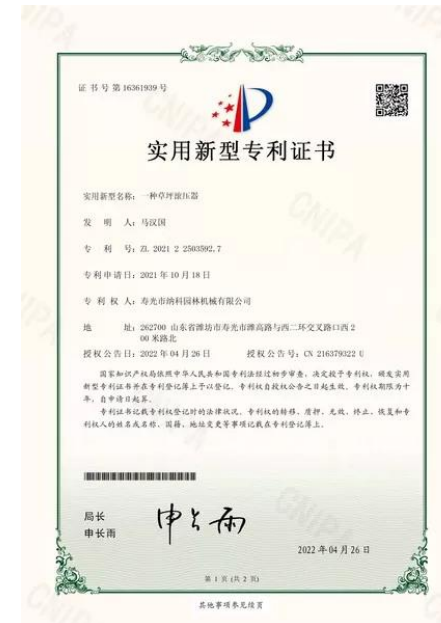 证书号第16361939号
实用新型专利证书
实用新型名称：一种草坪滚压器
发 明 人：马汉国
专 利 号：ZL 2021 2 2503592.7
专利申请日：2021年10月18日
专 利 权 人：寿光市纳科园林机械有限公司
地 址：262700 山东省潍坊市寿光市潍高路与西二环交叉路口西2
00米路北
授权公告日：2022年04月26日 授权公告号：CN 216379322 U
国家知识产权局依照中华人民共和国专利法经过初步审查，决定授予专利权，颁发实用
新型专利证书并在专利登记簿上予以登记。专利权自授权公告之日起生效。专利权期限为十
年，自申请日起算。
专利证书记载专利权登记时的法律状况。专利权的转移、质押、无效、终止、恢复和专
利权人的姓名或名称、国籍、地址变更等事项记载在专利登记簿上。
局长
申长雨
申长雨
2022年04月26日
第 1 页 (共 2 页)
其他事项参见续页
CNIPA
CNIPA
CNIPA
CNIPA